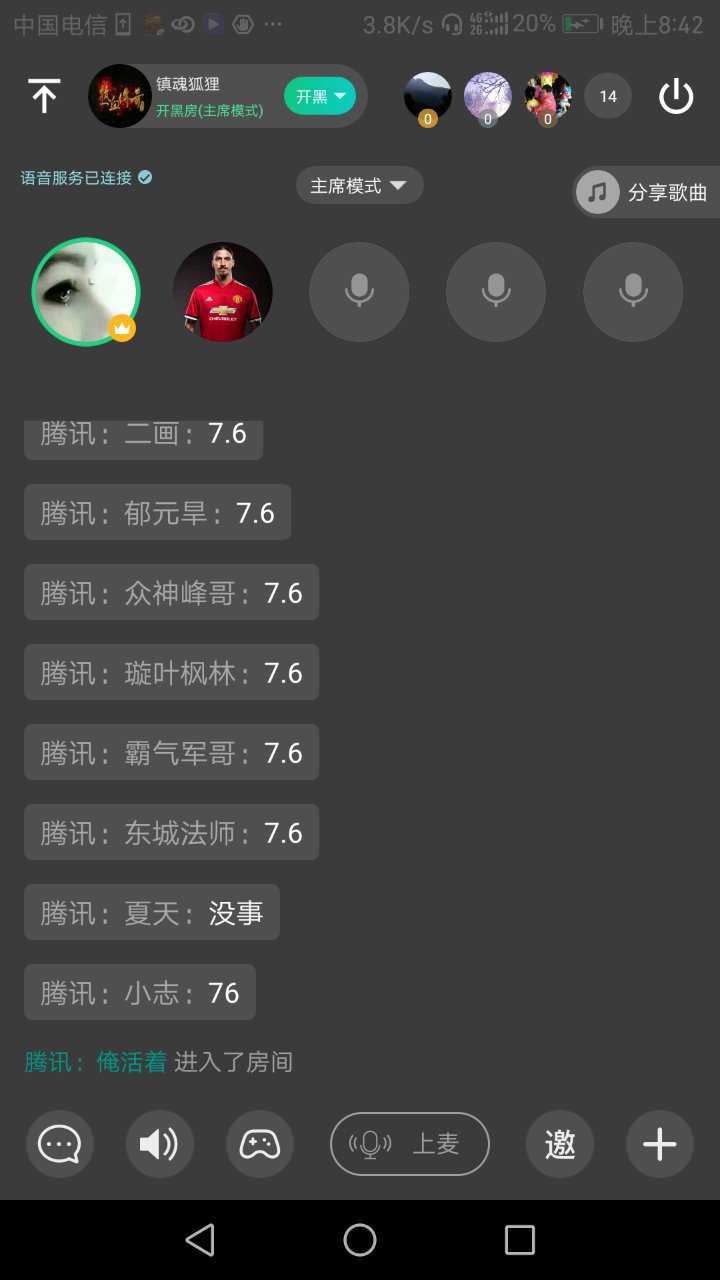 中国电信 3.8K/s 4G 2G 20% 晚上8:42
镇魂狐狸
开黑房(主席模式)
开黑
热血传奇
0
0
0
14
语音服务已连接
主席模式
分享歌曲
CHEVROLET
腾讯：二画：7.6
腾讯：郁元旱：7.6
腾讯：众神峰哥：7.6
腾讯：璇叶枫林：7.6
腾讯：霸气军哥：7.6
腾讯：东城法师：7.6
腾讯：夏天：没事
腾讯：小志：76
腾讯：俺活着 进入了房间
上麦
邀